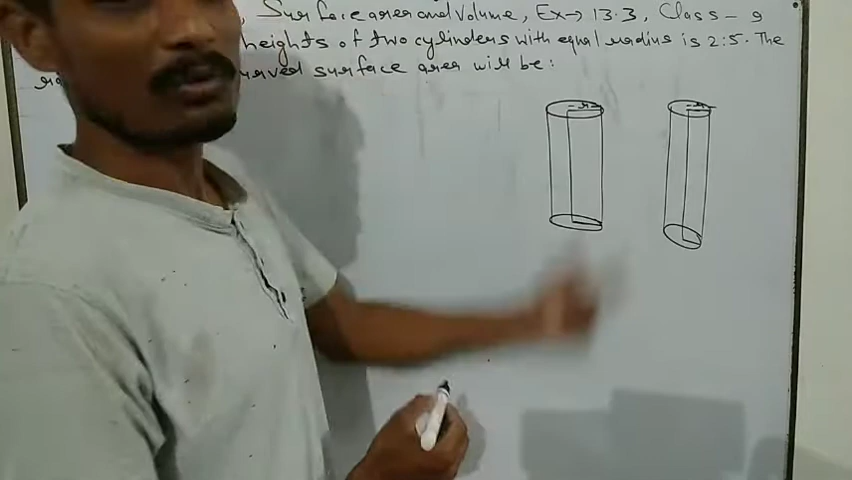 , Surface area and Volume, Ex→ 13.3, Class - 9
heights of two cylinders with equal radius is 2:5. The
surface area will be:
r
r